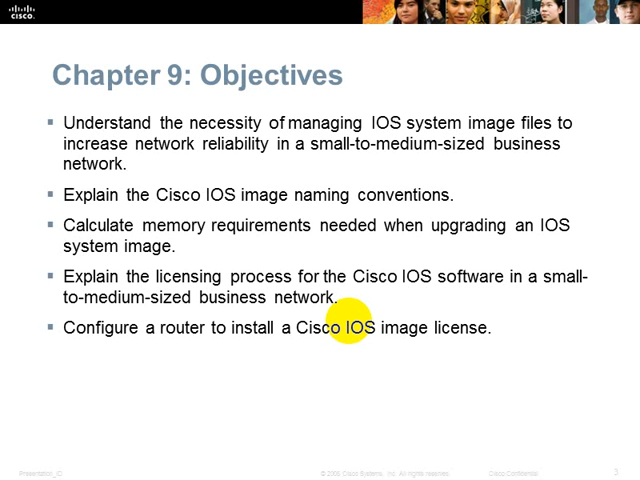 CISCO.
Chapter 9: Objectives
▪ Understand the necessity of managing IOS system image files to
increase network reliability in a small-to-medium-sized business
network.
▪ Explain the Cisco IOS image naming conventions.
▪ Calculate memory requirements needed when upgrading an IOS
system image.
▪ Explain the licensing process for the Cisco IOS software in a small-
to-medium-sized business network.
▪ Configure a router to install a Cisco IOS image license.
Presentation_ID © 2008 Cisco Systems, Inc. All rights reserved. Cisco Confidential 3